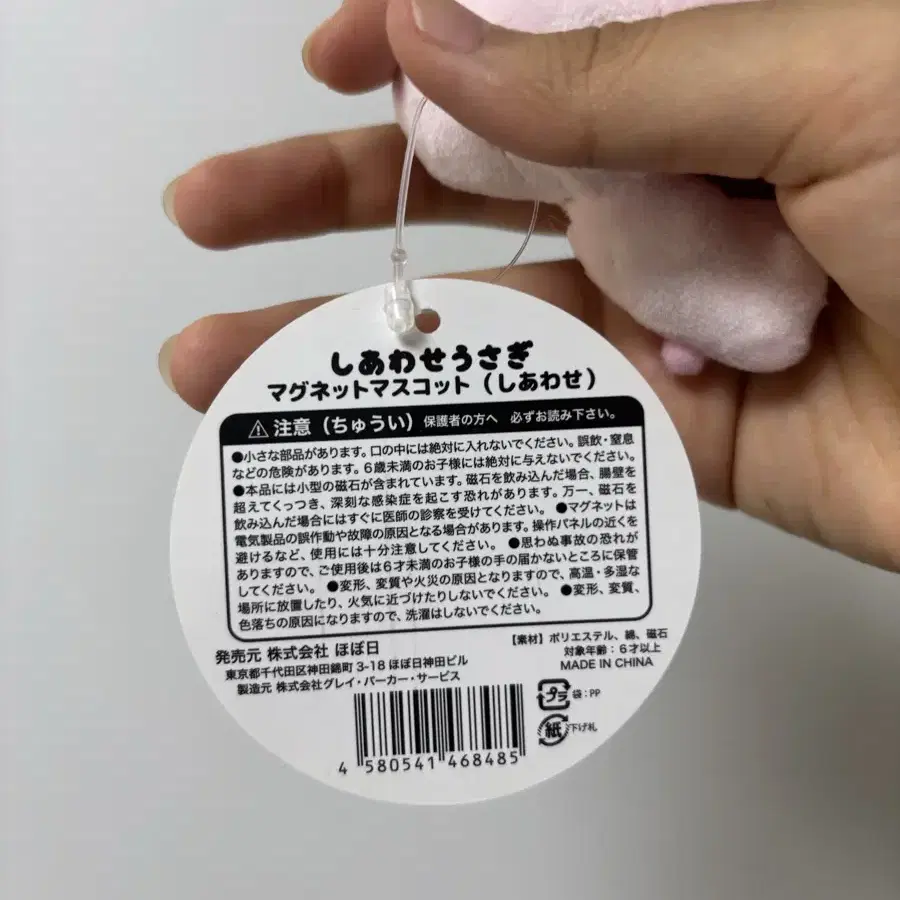 しあわせうさぎ
マグネットマスコット（しあわせ）
⚠注意（ちゅうい）保護者の方へ 必ずお読み下さい。
●小さな部品があります。口の中には絶対に入れないでください。誤飲・窒息
などの危険があります。6歳未満のお子様には絶対に与えないでください。
●本品には小型の磁石が含まれています。磁石を飲み込んだ場合、腸壁を
超えてくっつき、深刻な感染症を起こす恐れがあります。万一、磁石を
飲み込んだ場合にはすぐに医師の診察を受けてください。●マグネットは
電気製品の誤作動や故障の原因となる場合があります。操作パネルの近くを
避けるなど、使用には十分注意してください。●思わぬ事故の恐れが
ありますので、ご使用後は6才未満のお子様の手の届かないところに保管
してください。●変形、変質や火災の原因となりますので、高温・多湿な
場所に放置したり、火気に近づけたりしないでください。●変形、変質、
色落ちの原因になりますので、洗濯はしないでください。
発売元 株式会社 ほぼ日
東京都千代田区神田錦町 3-18 ほぼ日神田ビル
製造元 株式会社グレイ・パーカー・サービス
【素材】ポリエステル、綿、磁石
対象年齢：6才以上
MADE IN CHINA
プラ 袋：PP
紙 下げ札
4 580541 468485